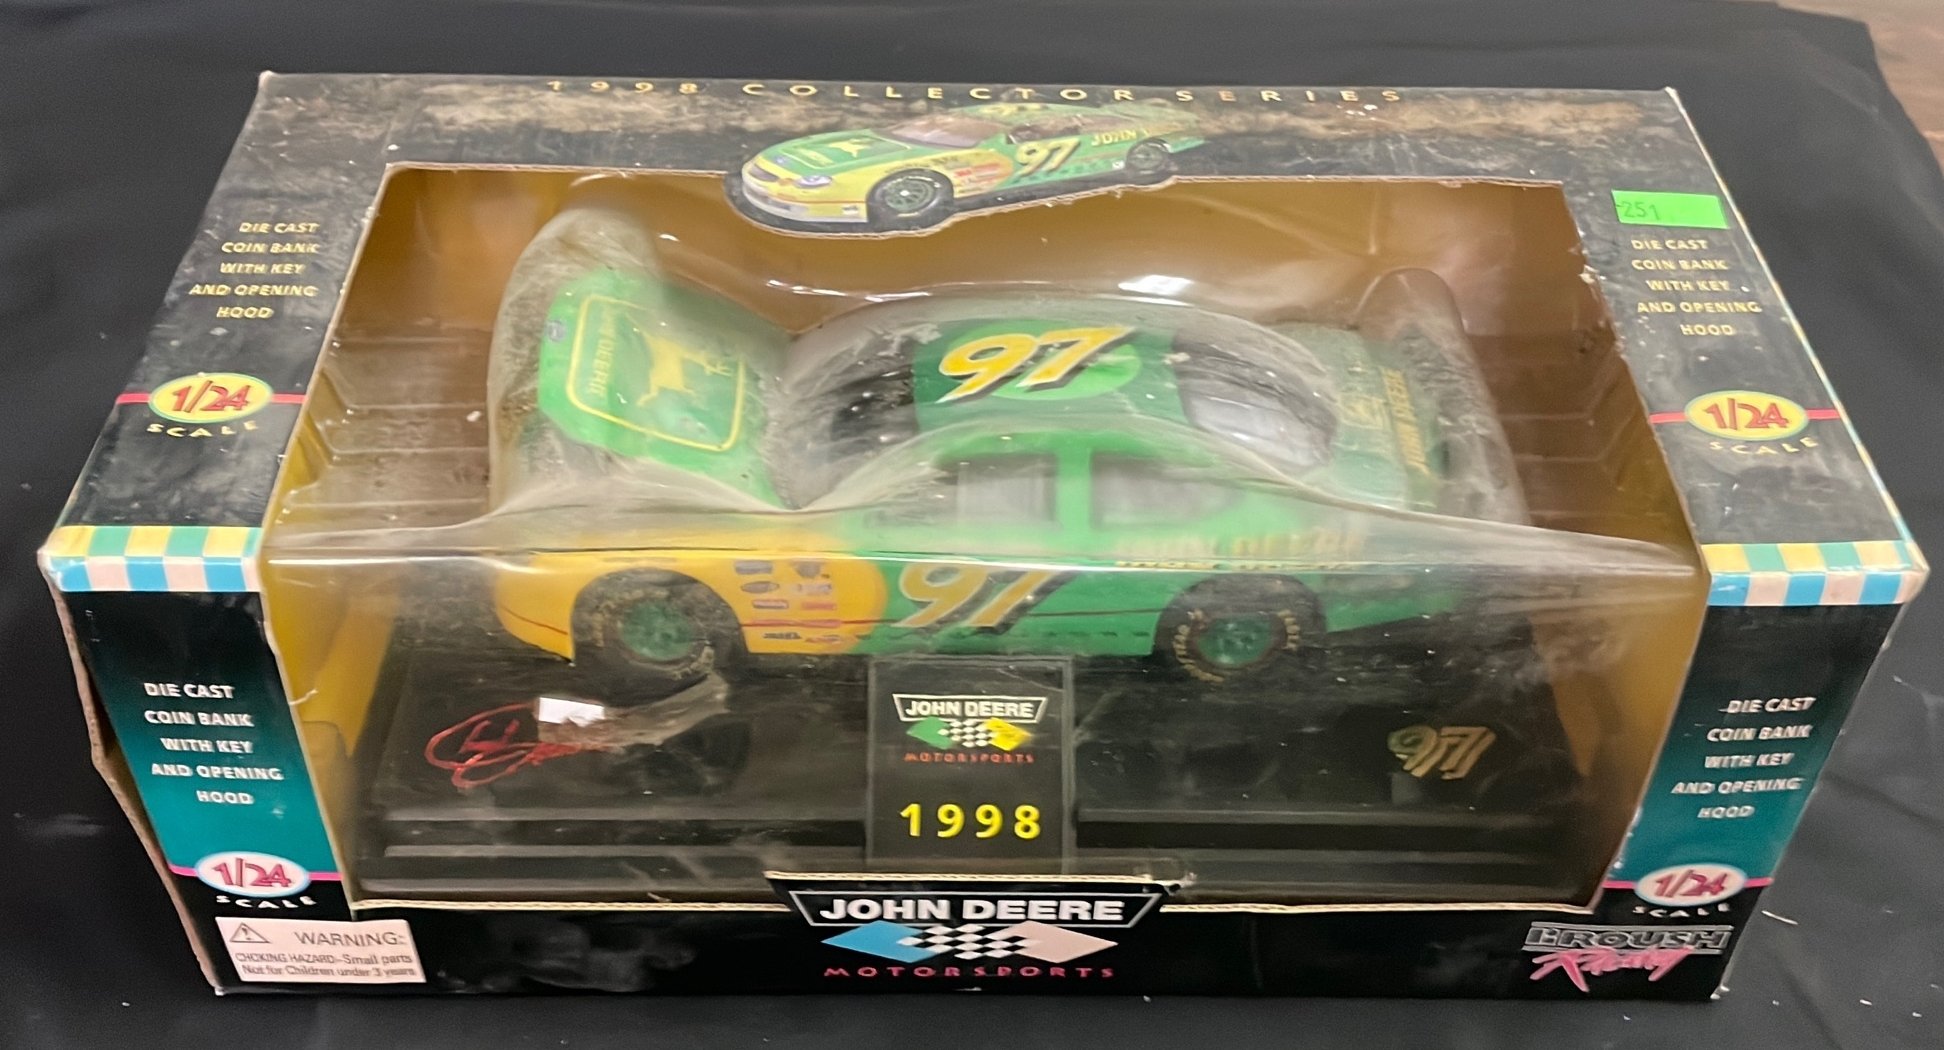 1998 COLLECTOR SERIES
97 JOHN
251
DIE CAST
COIN BANK
WITH KEY
AND OPENING
HOOD
1/24
SCALE
DIE CAST
COIN BANK
WITH KEY
AND OPENING
HOOD
1/24
SCALE
JOHN DEERE
97
JOHN DEERE
97
JOHN DEERE
MOTORSPORTS
1998
97
DIE CAST
COIN BANK
WITH KEY
AND OPENING
HOOD
1/24
SCALE
DIE CAST
COIN BANK
WITH KEY
AND OPENING
HOOD
1/24
SCALE
WARNING:
CHOKING HAZARD-Small parts
Not for Children under 3 years
JOHN DEERE
MOTORSPORTS
ROUSH
Racing